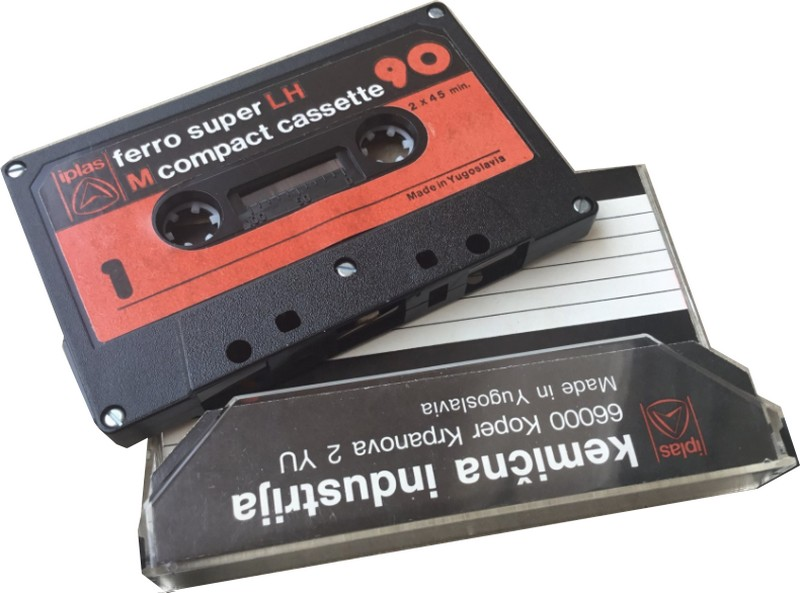 iplas
ferro super LH
M compact cassette
90
2 x 45 min.
Made in Yugoslavia
1
iplas
kemična industrija
66000 Koper Krpanova 2 YU
Made in Yugoslavia